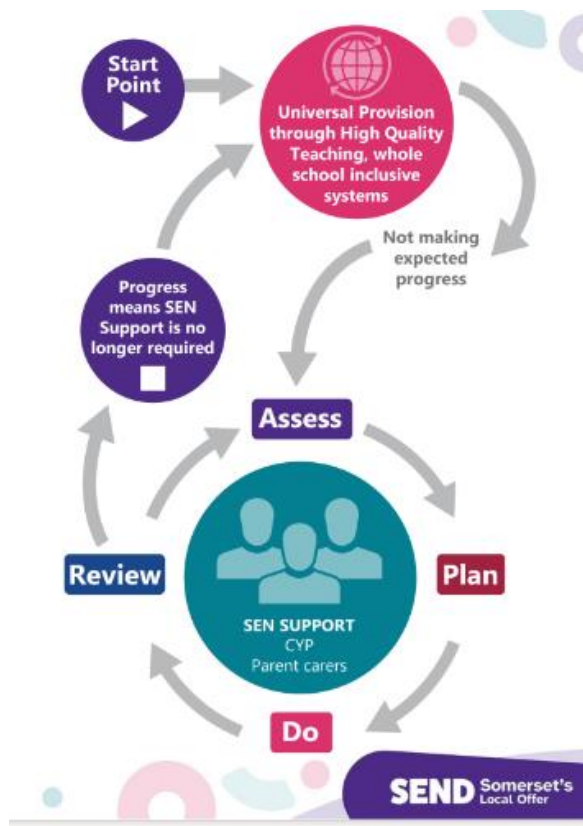 Start
Point
Universal Provision
through High Quality
Teaching, whole
school inclusive
systems
Not making
expected
progress
Progress
means SEN
Support is no
longer required
Assess
Review
Plan
SEN SUPPORT
CYP
Parent carers
Do
SEND Somerset's
Local Offer